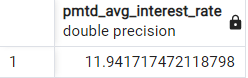 pmtd_avg_interest_rate
double precision
1
11.941717472118798